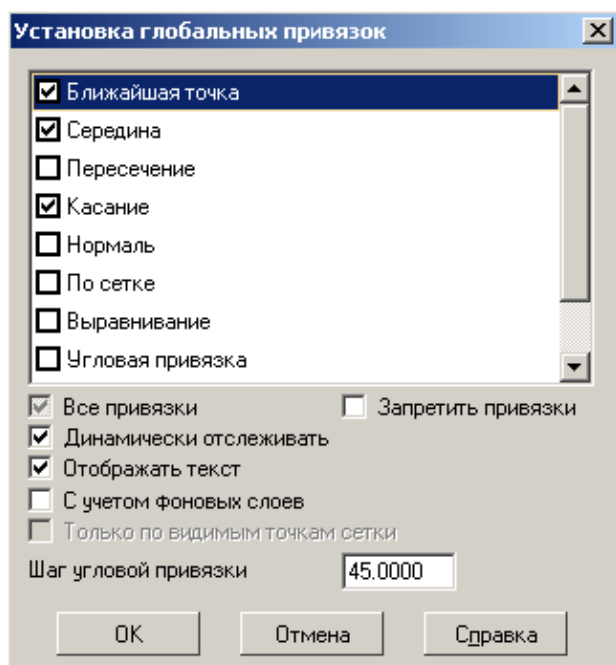 Установка глобальных привязок
Ближайшая точка
Середина
Пересечение
Касание
Нормаль
По сетке
Выравнивание
Угловая привязка
Все привязки Запретить привязки
Динамически отслеживать
Отображать текст
С учетом фоновых слоев
Только по видимым точкам сетки
Шаг угловой привязки 45.0000
OK Отмена Справка